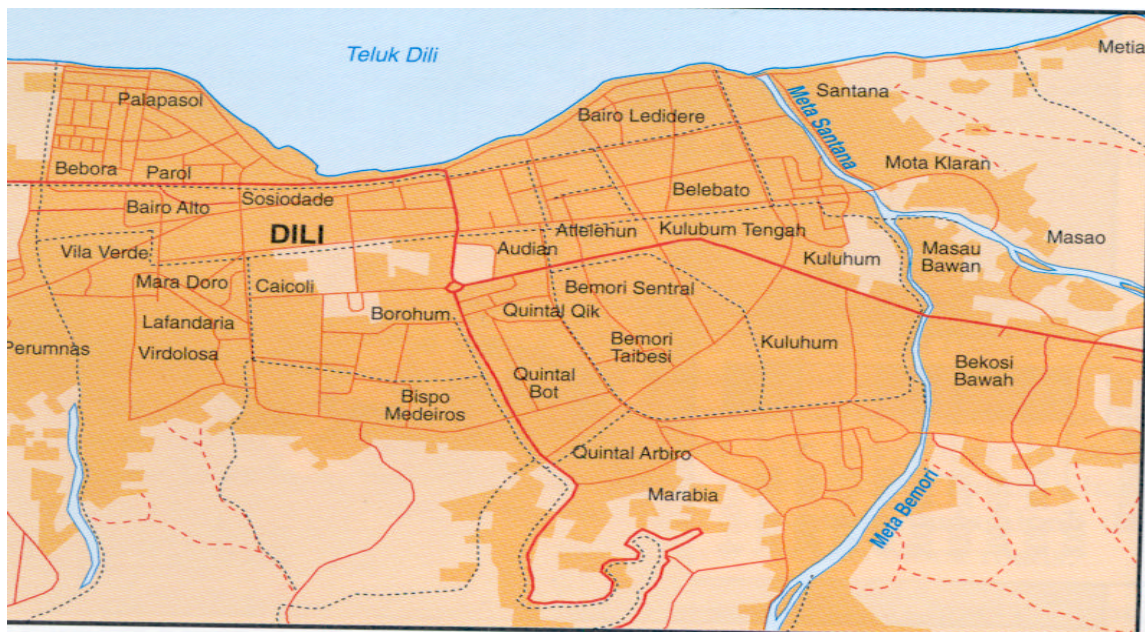 Teluk Dili
Metia
Palapasol
Santana
Meta Santana
Bairo Ledidere
Bebora
Parol
Mota Klaran
Sosiodade
Belebato
Bairo Alto
DILI
Attelehun
Kulubum Tengah
Masao
Vila Verde
Audian
Kuluhum
Masau
Bawan
Mara Doro
Caicoli
Bemori Sentral
Borohum
Quintal Qik
Lafandaria
Perumnas
Virdolosa
Bemori
Taibesi
Kuluhum
Bekosi
Bawah
Quintal
Bot
Bispo
Medeiros
Quintal Arbiro
Marabia
Meta Bemori